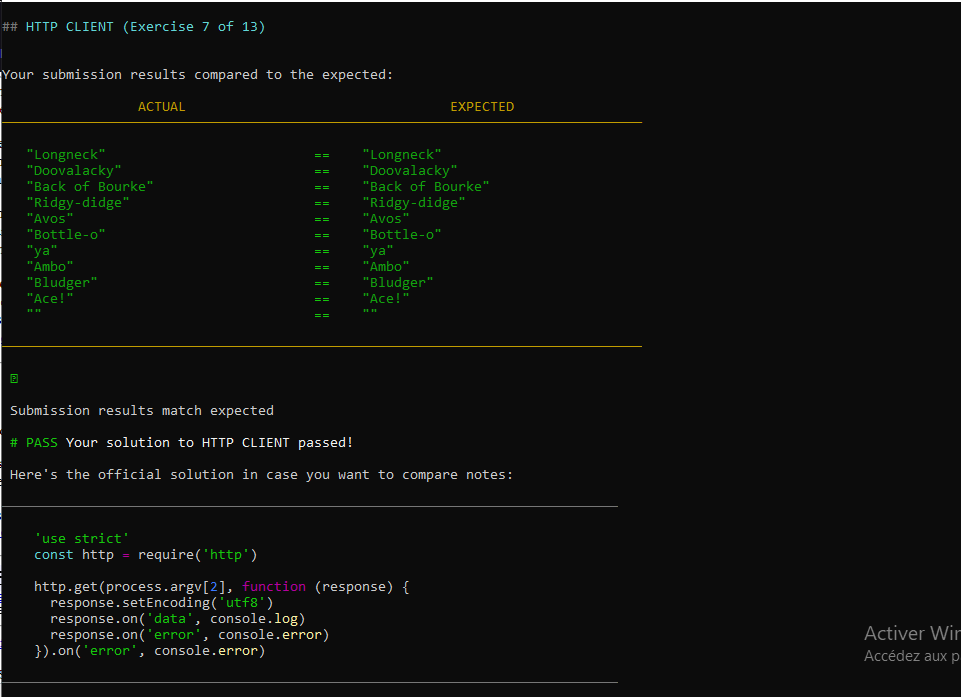 ## HTTP CLIENT (Exercise 7 of 13)
Your submission results compared to the expected:
ACTUAL EXPECTED
"Longneck" == "Longneck"
"Doovalacky" == "Doovalacky"
"Back of Bourke" == "Back of Bourke"
"Ridgy-didge" == "Ridgy-didge"
"Avos" == "Avos"
"Bottle-o" == "Bottle-o"
"ya" == "ya"
"Ambo" == "Ambo"
"Bludger" == "Bludger"
"Ace!" == "Ace!"
"" == ""
Submission results match expected
# PASS Your solution to HTTP CLIENT passed!
Here's the official solution in case you want to compare notes:
'use strict'
const http = require('http')
http.get(process.argv[2], function (response) {
response.setEncoding('utf8')
response.on('data', console.log)
response.on('error', console.error)
}).on('error', console.error)
Activer Win
Accédez aux p